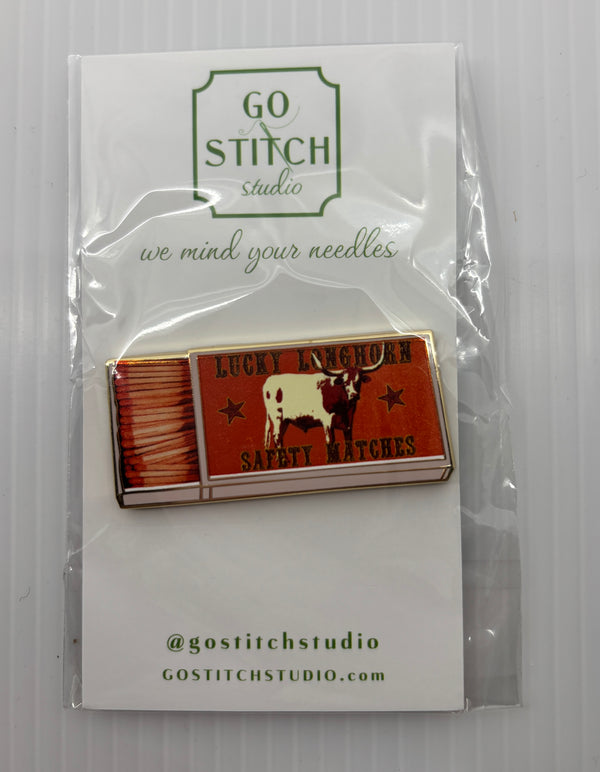 GO
STITCH
studio
we mind your needles
LUCKY LONGHORN
SAFETY MATCHES
@gostitchstudio
GOSTITCHSTUDIO.com